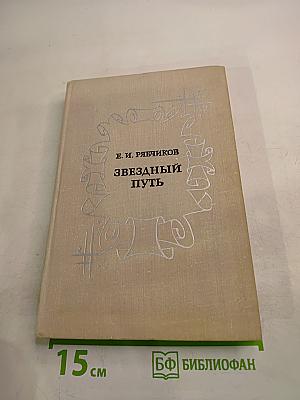 Е. И. РЯБЧИКОВ
ЗВЕЗДНЫЙ
ПУТЬ
15 см
БФ БИБЛИОФАН